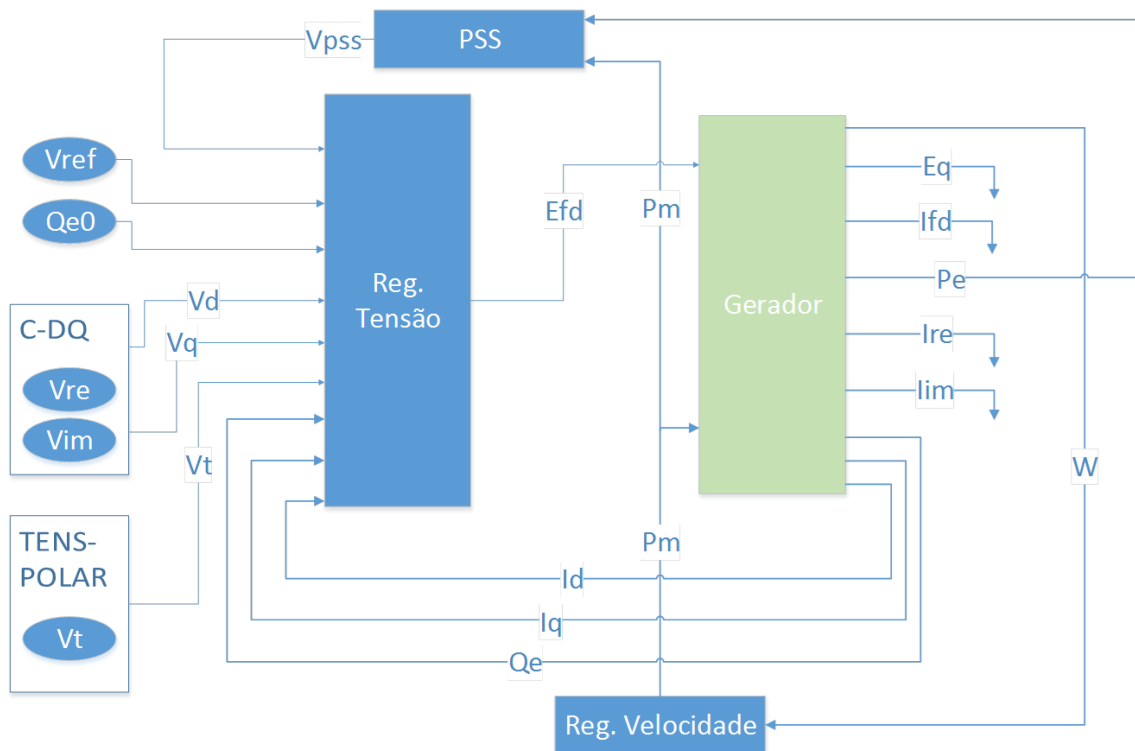 PSS
Vpss
Vref
Qe0
Efd
Pm
Eq
Ifd
Pe
Reg.
Tensão
Gerador
Vd
C-DQ
Vq
Vre
Vim
Ire
Iim
Vt
W
TENS-
POLAR
Vt
Pm
Id
Iq
Qe
Reg. Velocidade